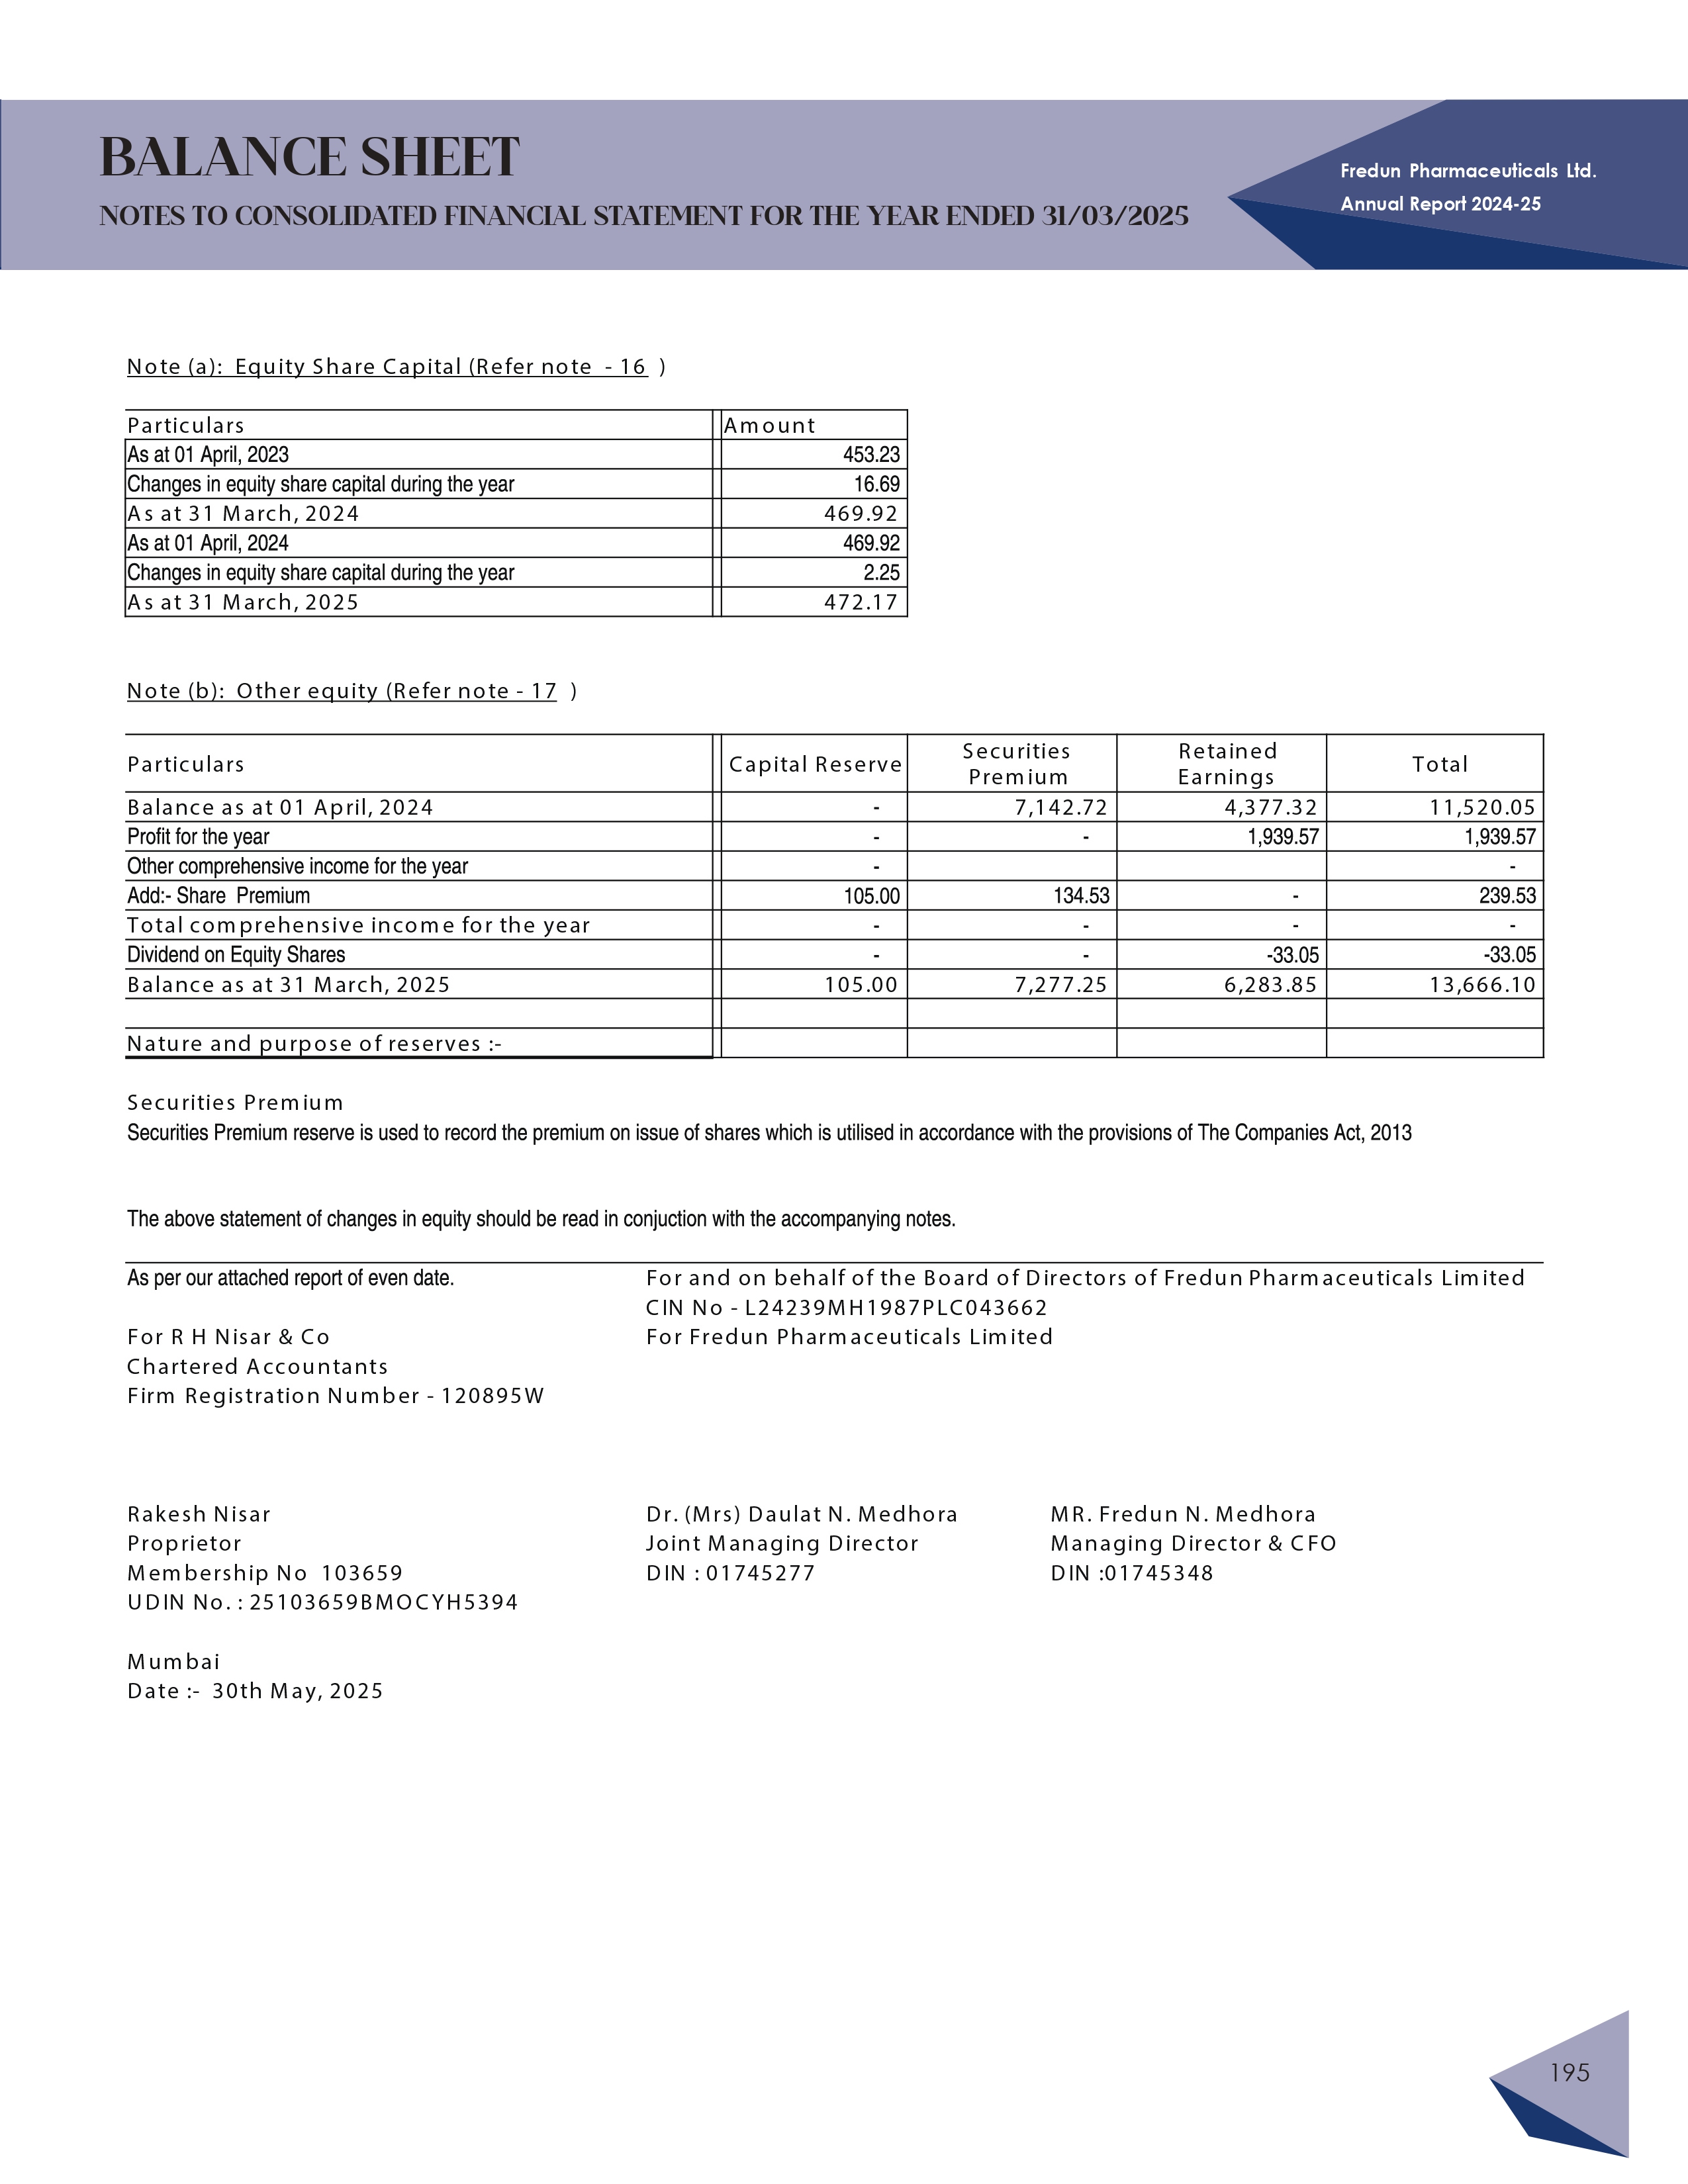 BALANCE SHEET
NOTES TO CONSOLIDATED FINANCIAL STATEMENT FOR THE YEAR ENDED 31/03/2025
Fredun Pharmaceuticals Ltd.
Annual Report 2024-25
Note (a): Equity Share Capital (Refer note - 16 )
Particulars Amount
As at 01 April, 2023 453.23
Changes in equity share capital during the year 16.69
As at 31 March, 2024 469.92
As at 01 April, 2024 469.92
Changes in equity share capital during the year 2.25
As at 31 March, 2025 472.17
Note (b): Other equity (Refer note - 17 )
Particulars Capital Reserve Securities Premium Retained Earnings Total
Balance as at 01 April, 2024 - 7,142.72 4,377.32 11,520.05
Profit for the year - - 1,939.57 1,939.57
Other comprehensive income for the year - -
Add:- Share Premium 105.00 134.53 - 239.53
Total comprehensive income for the year - - - -
Dividend on Equity Shares - - -33.05 -33.05
Balance as at 31 March, 2025 105.00 7,277.25 6,283.85 13,666.10
Nature and purpose of reserves :-
Securities Premium
Securities Premium reserve is used to record the premium on issue of shares which is utilised in accordance with the provisions of The Companies Act, 2013
The above statement of changes in equity should be read in conjuction with the accompanying notes.
As per our attached report of even date. For and on behalf of the Board of Directors of Fredun Pharmaceuticals Limited
CIN No - L24239MH1987PLC043662
For R H Nisar & Co For Fredun Pharmaceuticals Limited
Chartered Accountants
Firm Registration Number - 120895W
Rakesh Nisar Dr. (Mrs) Daulat N. Medhora MR. Fredun N. Medhora
Proprietor Joint Managing Director Managing Director & CFO
Membership No 103659 DIN : 01745277 DIN :01745348
UDIN No. : 25103659BMOCYH5394
Mumbai
Date :- 30th May, 2025
195